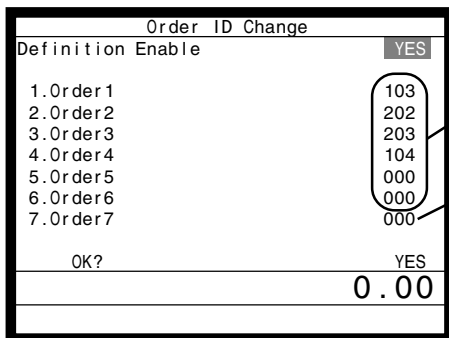 Order ID Change
Definition Enable YES
1.Order1 103
2.Order2 202
3.Order3 203
4.Order4 104
5.Order5 000
6.Order6 000
7.Order7 000
OK? YES
0.00